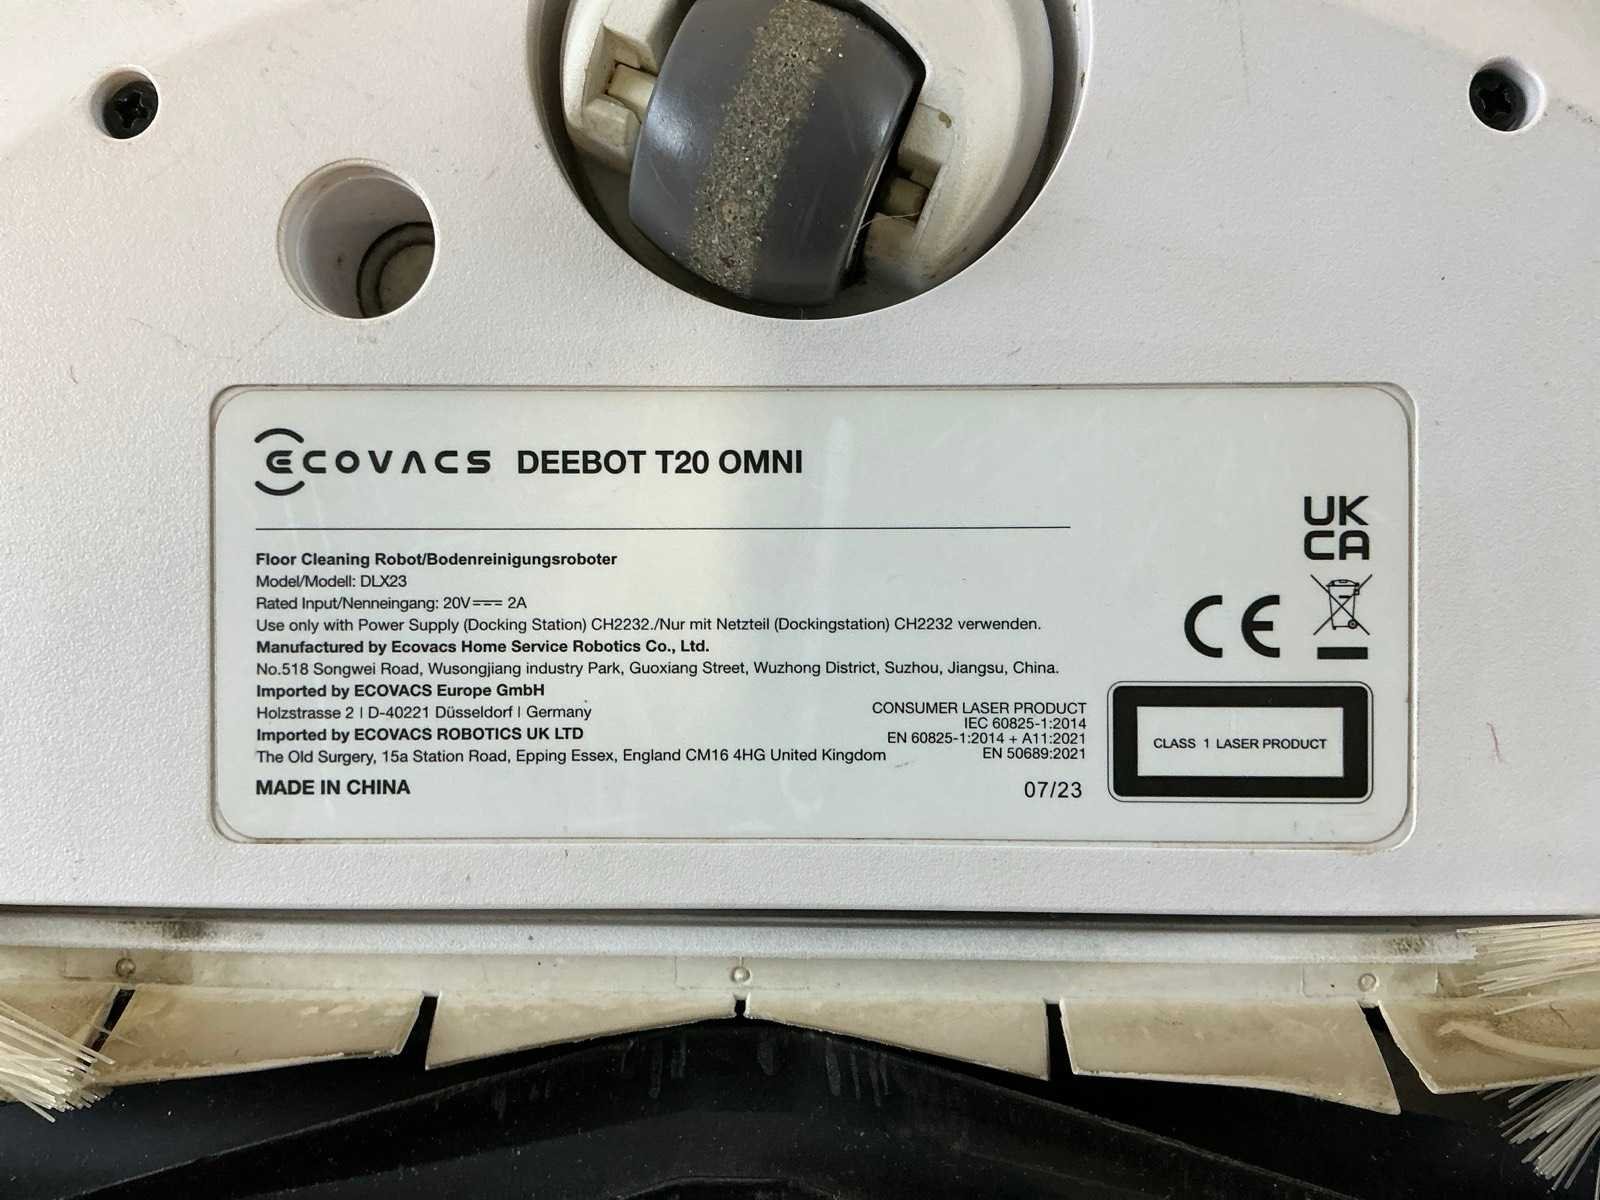 ECOVACS DEEBOT T20 OMNI
Floor Cleaning Robot/Bodenreinigungsroboter
Model/Modell: DLX23
Rated Input/Nenneingang: 20V⎓ 2A
Use only with Power Supply (Docking Station) CH2232./Nur mit Netzteil (Dockingstation) CH2232 verwenden.
Manufactured by Ecovacs Home Service Robotics Co., Ltd.
No.518 Songwei Road, Wusongjiang industry Park, Guoxiang Street, Wuzhong District, Suzhou, Jiangsu, China.
Imported by ECOVACS Europe GmbH
Holzstrasse 2 I D-40221 Düsseldorf I Germany
Imported by ECOVACS ROBOTICS UK LTD
The Old Surgery, 15a Station Road, Epping Essex, England CM16 4HG United Kingdom
MADE IN CHINA
CONSUMER LASER PRODUCT
IEC 60825-1:2014
EN 60825-1:2014 + A11:2021
EN 50689:2021
07/23
UK
CA
CE
CLASS 1 LASER PRODUCT